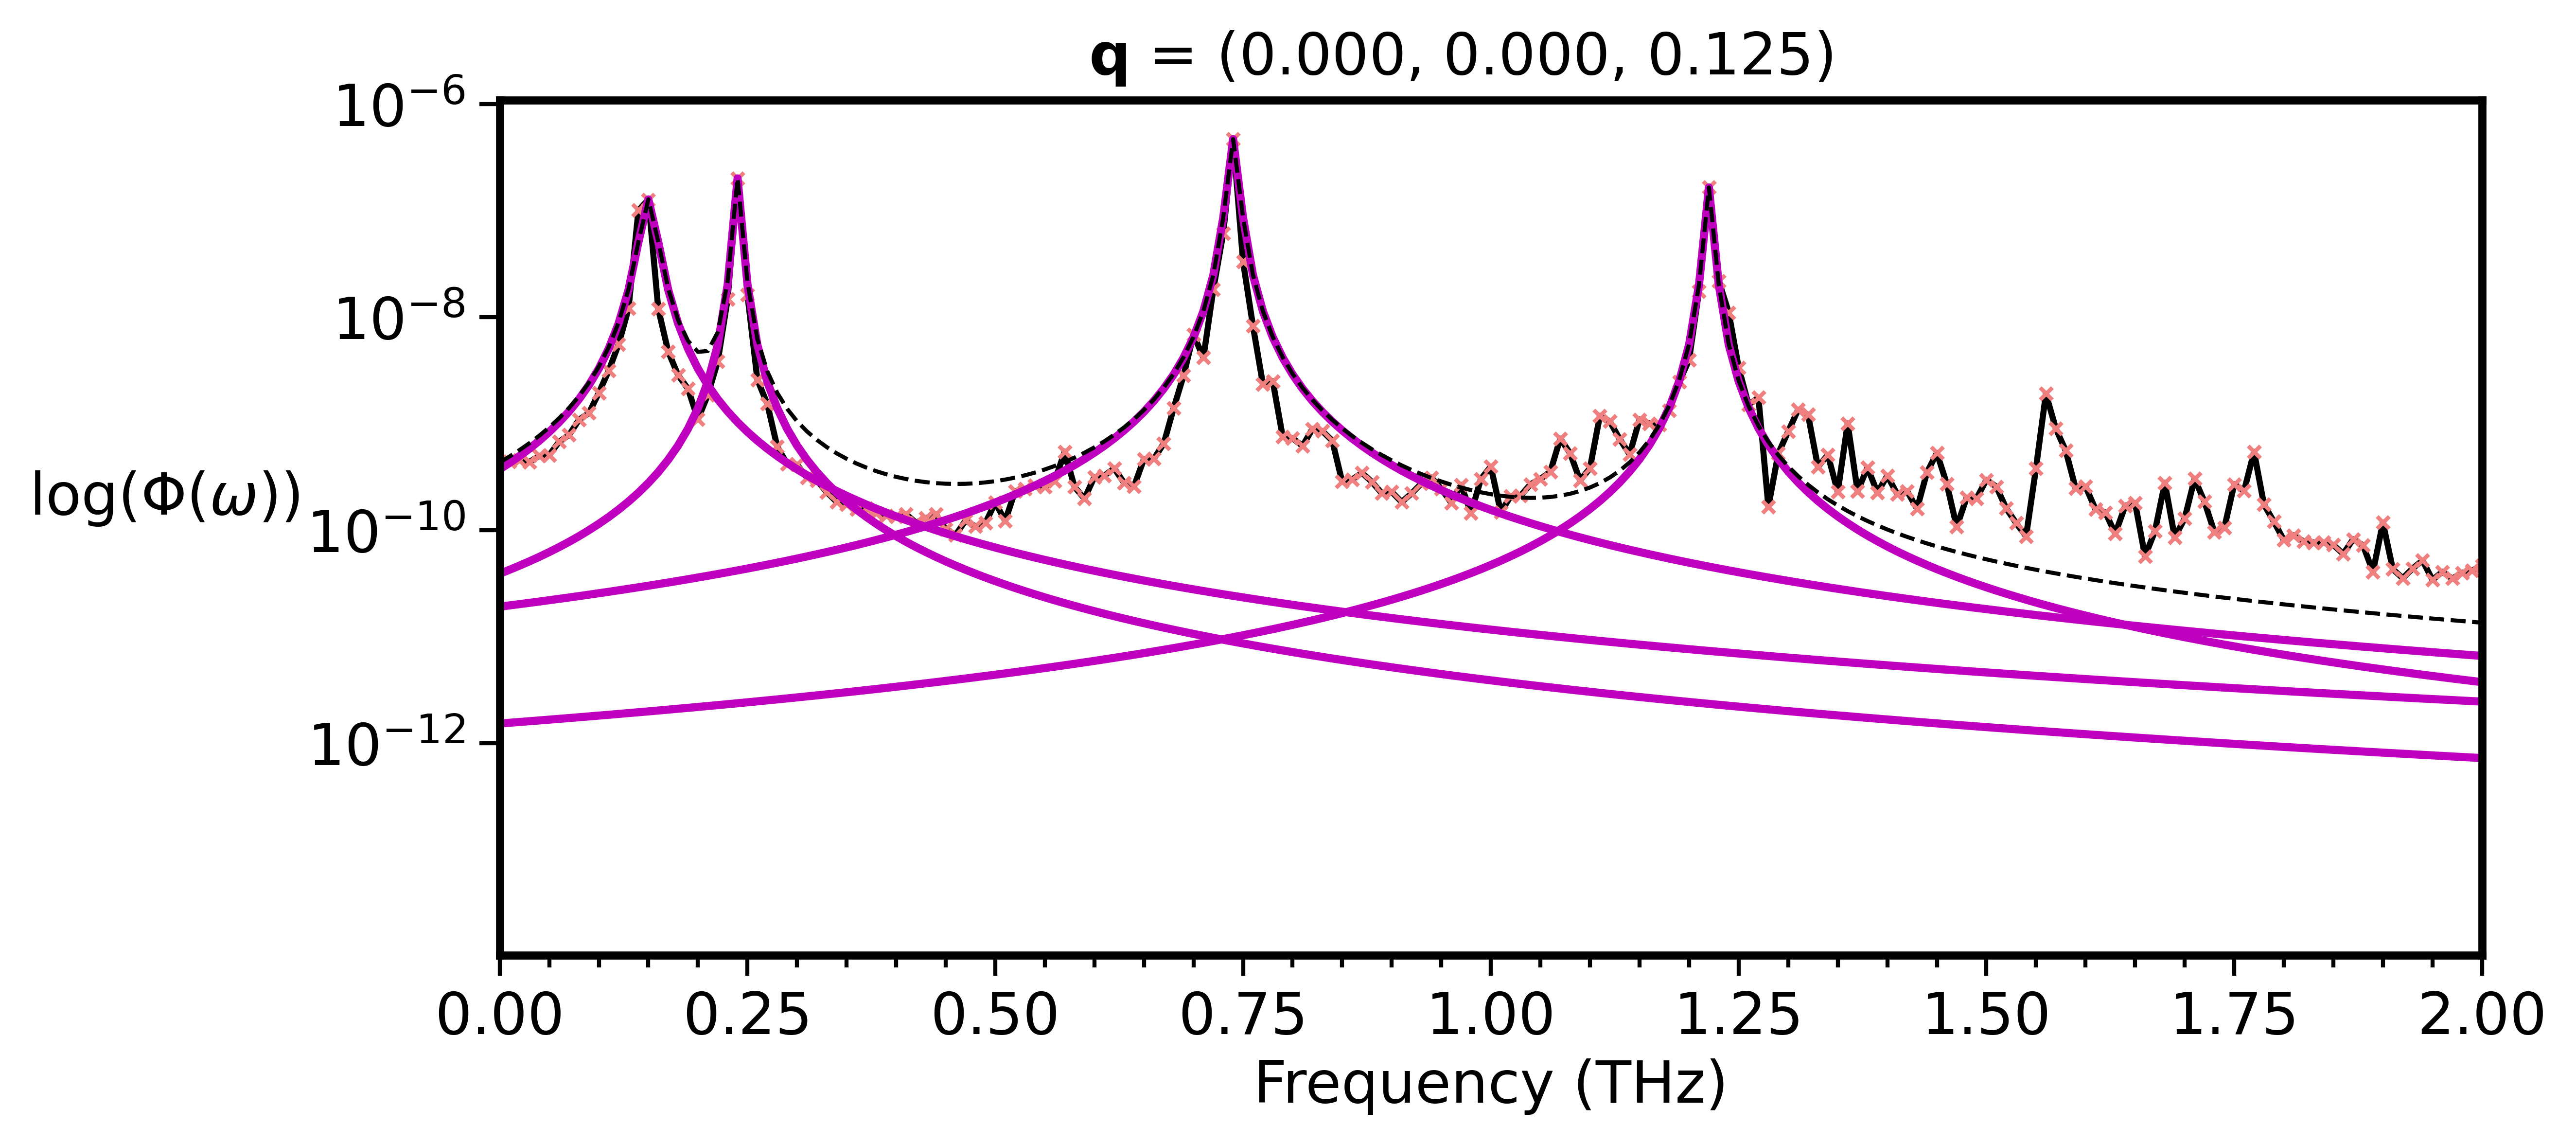 q = (0.000, 0.000, 0.125)
10⁻⁶
10⁻⁸
log(Φ(ω))
10⁻¹⁰
10⁻¹²
0.00 0.25 0.50 0.75 1.00 1.25 1.50 1.75 2.00
Frequency (THz)